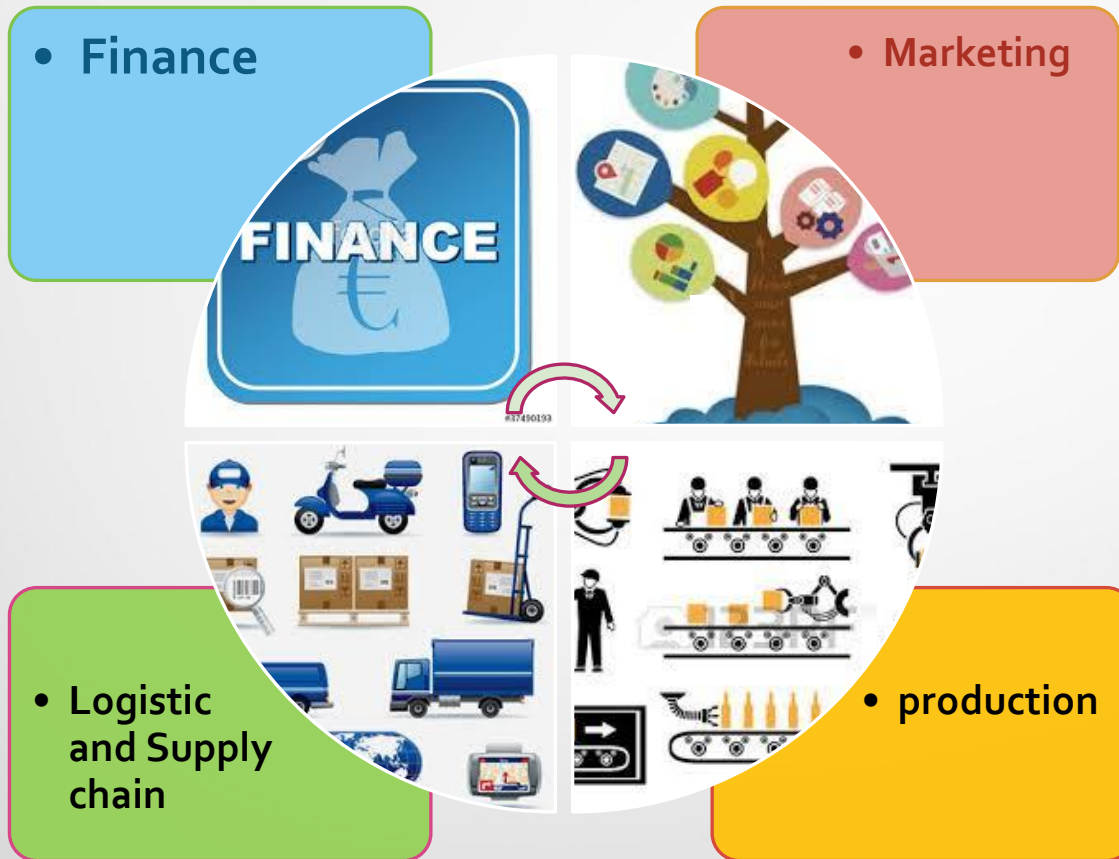 • Finance
• Marketing
FINANCE
€
#37490193
• Logistic
and Supply
chain
• production